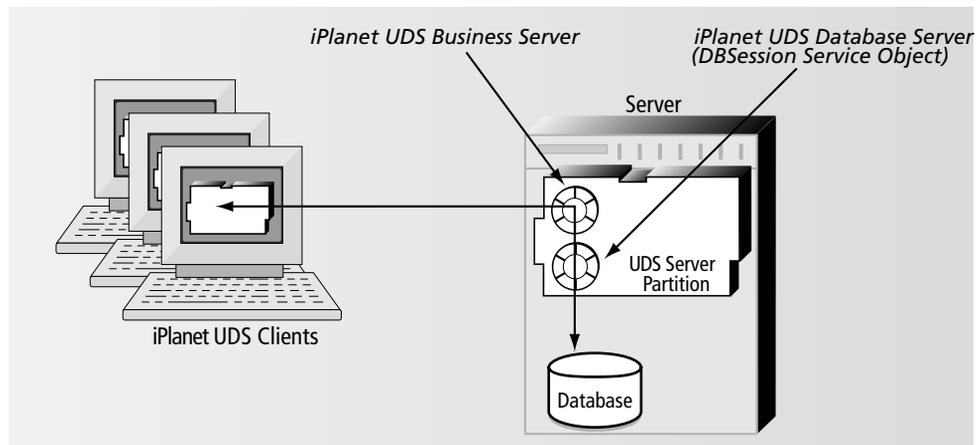 iPlanet UDS Business Server
iPlanet UDS Database Server
(DBSession Service Object)
Server
UDS Server
Partition
iPlanet UDS Clients
Database